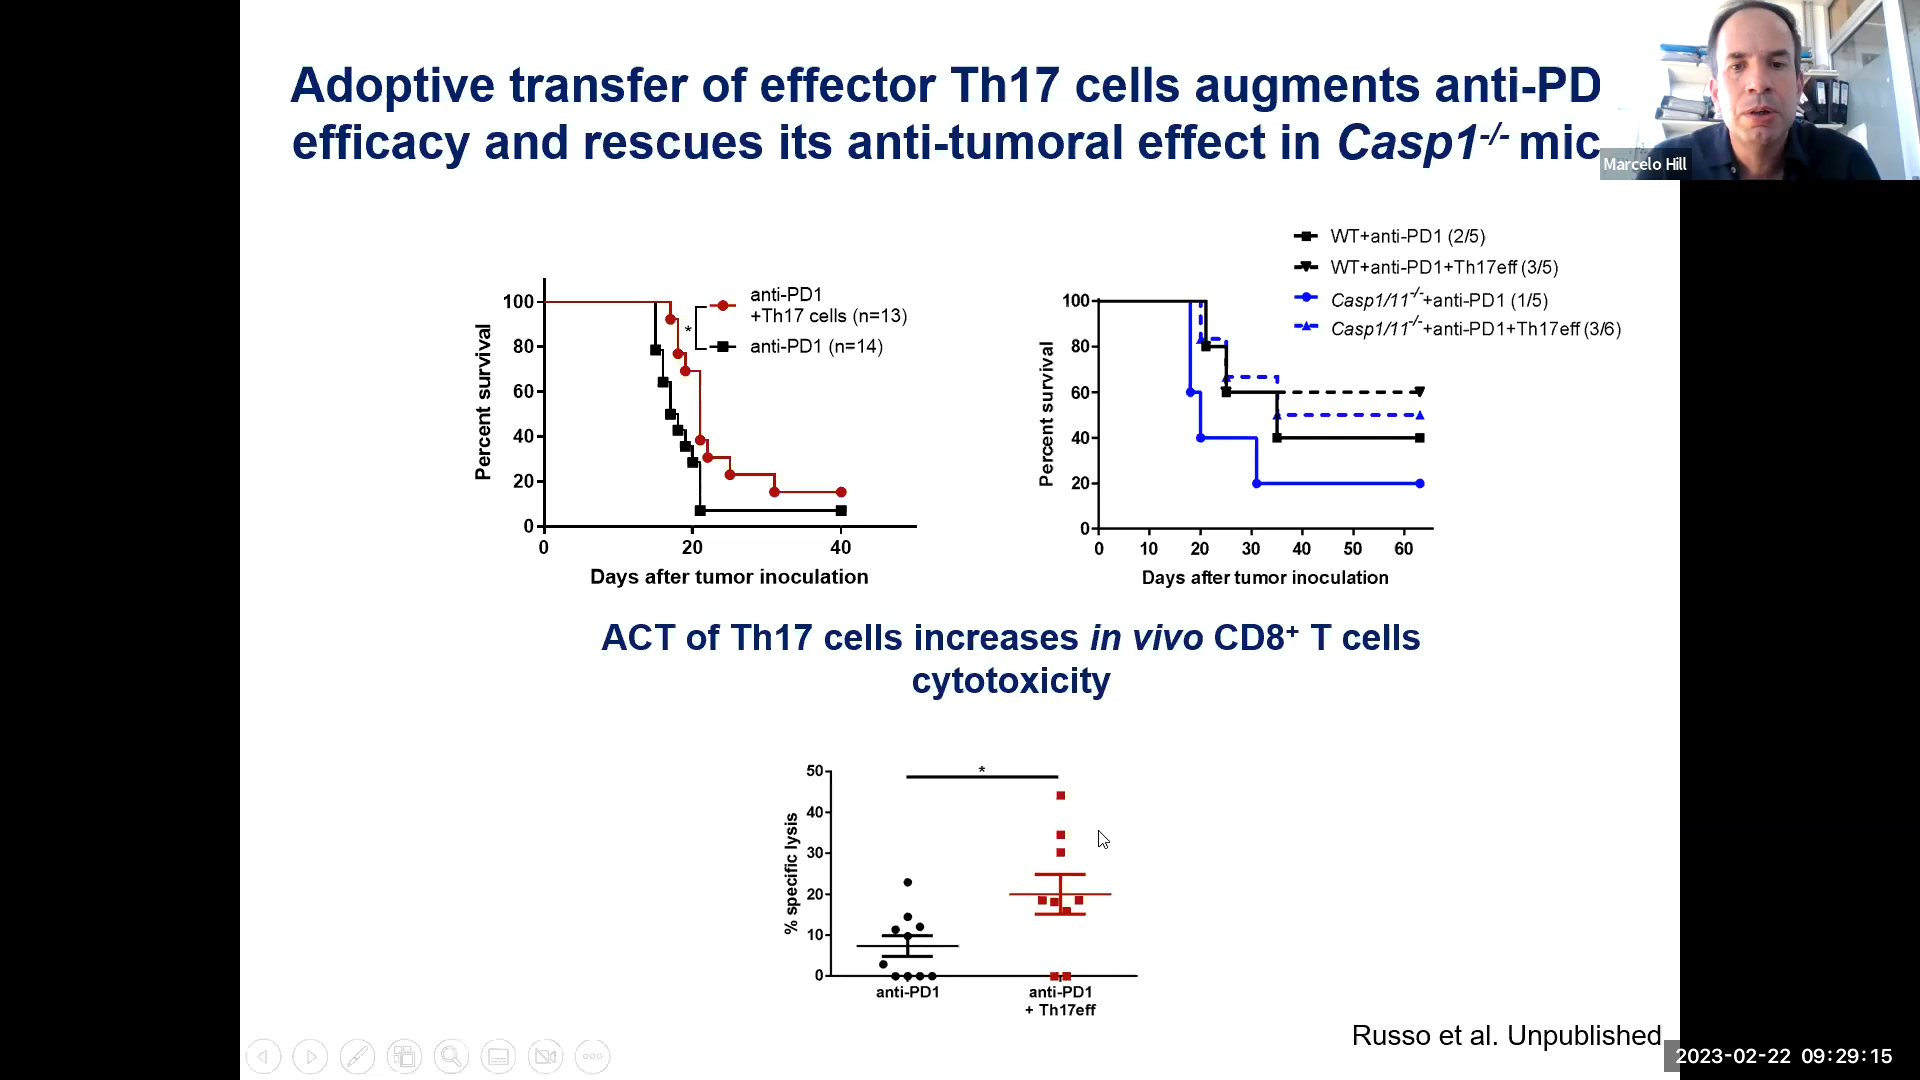 Adoptive transfer of effector Th17 cells augments anti-PD
efficacy and rescues its anti-tumoral effect in Casp1-/- mic
Marcelo Hill
WT+anti-PD1 (2/5)
WT+anti-PD1+Th17eff (3/5)
Casp1/11-/-+anti-PD1 (1/5)
Casp1/11-/-+anti-PD1+Th17eff (3/6)
anti-PD1
+Th17 cells (n=13)
*
anti-PD1 (n=14)
Percent survival
100
80
60
40
20
0
0 20 40
Days after tumor inoculation
Percent survival
100
80
60
40
20
0
0 10 20 30 40 50 60
Days after tumor inoculation
ACT of Th17 cells increases in vivo CD8+ T cells
cytotoxicity
% specific lysis
50
40
30
20
10
0
*
anti-PD1
anti-PD1
+ Th17eff
Russo et al. Unpublished
2023-02-22 09:29:15